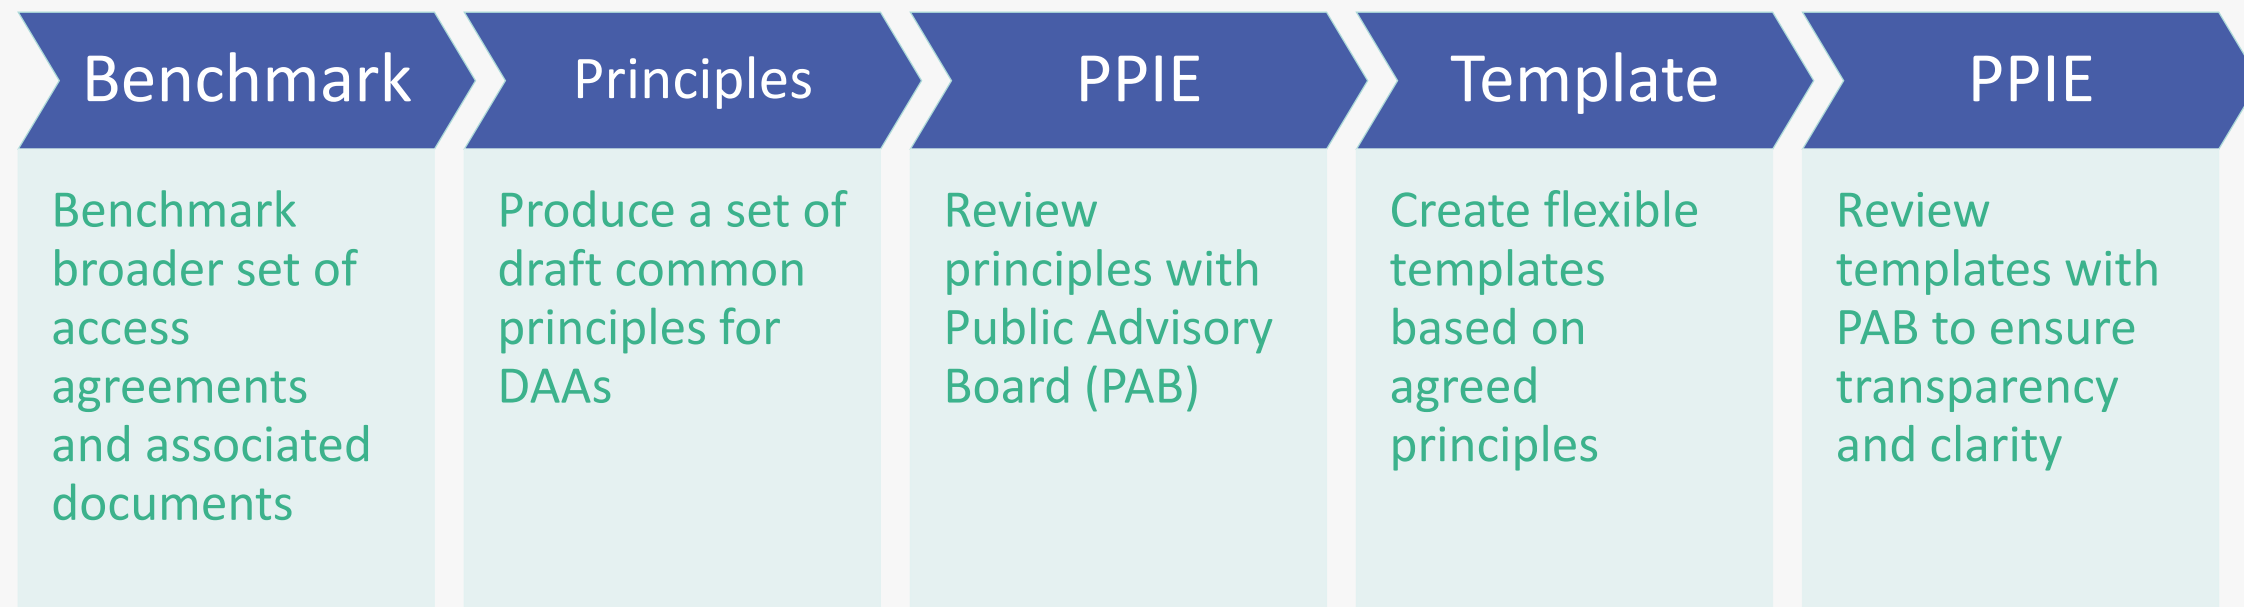 Benchmark
Benchmark
broader set of
access
agreements
and associated
documents
Principles
Produce a set of
draft common
principles for
DAAs
PPIE
Review
principles with
Public Advisory
Board (PAB)
Template
Create flexible
templates
based on
agreed
principles
PPIE
Review
templates with
PAB to ensure
transparency
and clarity